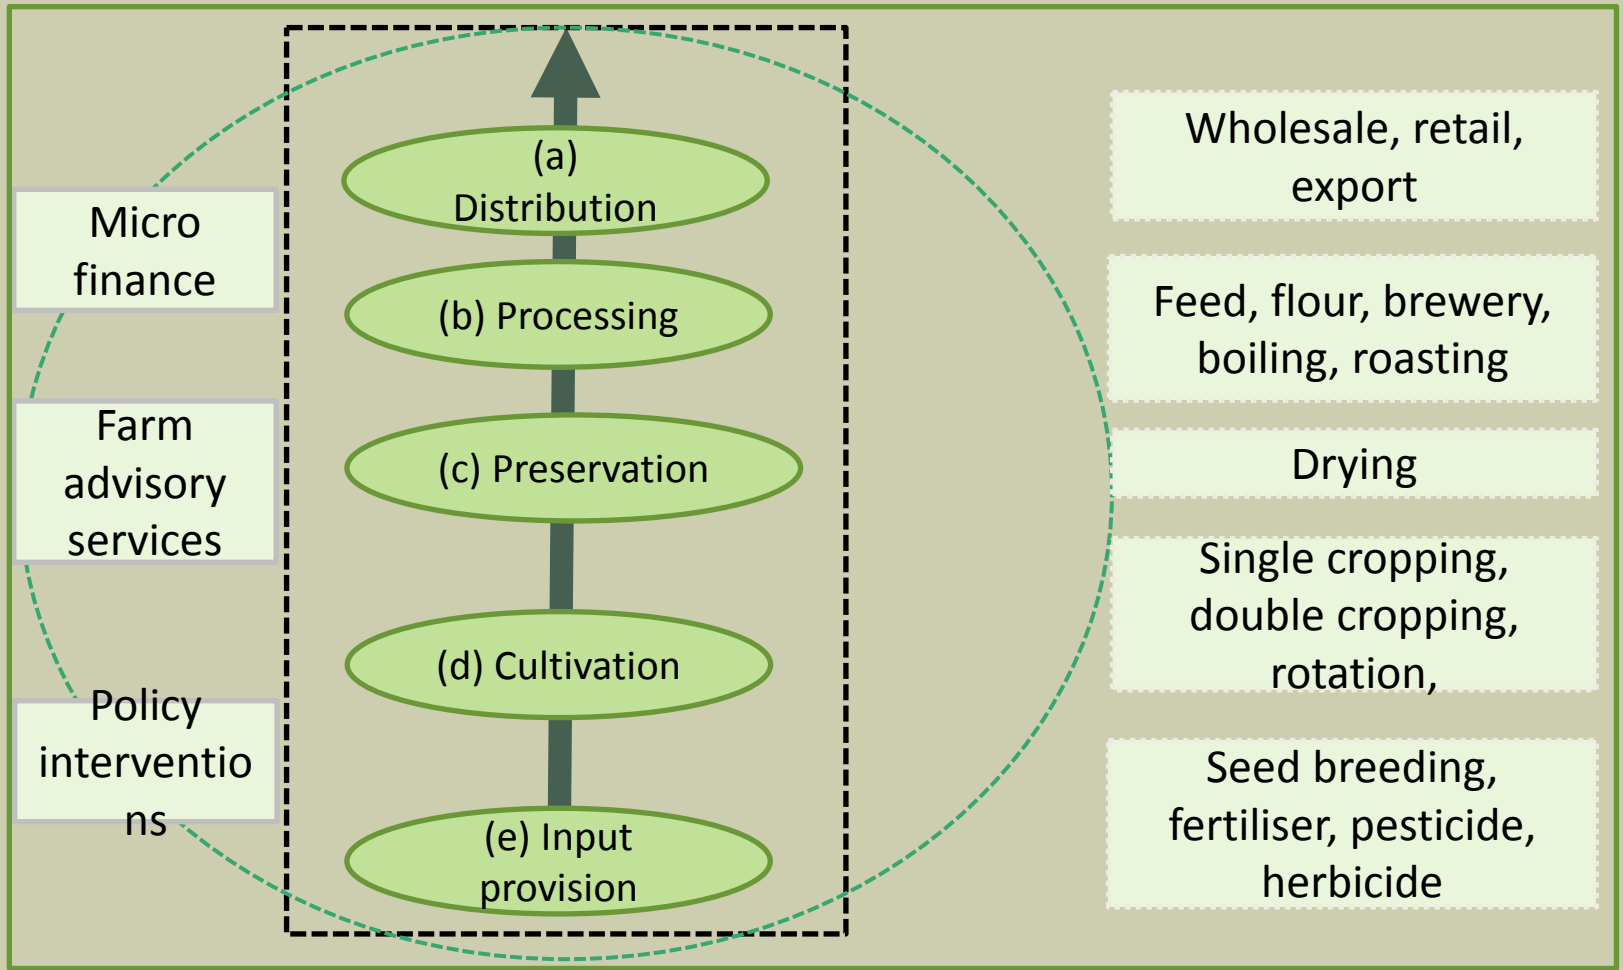 Micro
finance
Farm
advisory
services
Policy
interventio
ns
(a)
Distribution
(b) Processing
(c) Preservation
(d) Cultivation
(e) Input
provision
Wholesale, retail,
export
Feed, flour, brewery,
boiling, roasting
Drying
Single cropping,
double cropping,
rotation,
Seed breeding,
fertiliser, pesticide,
herbicide